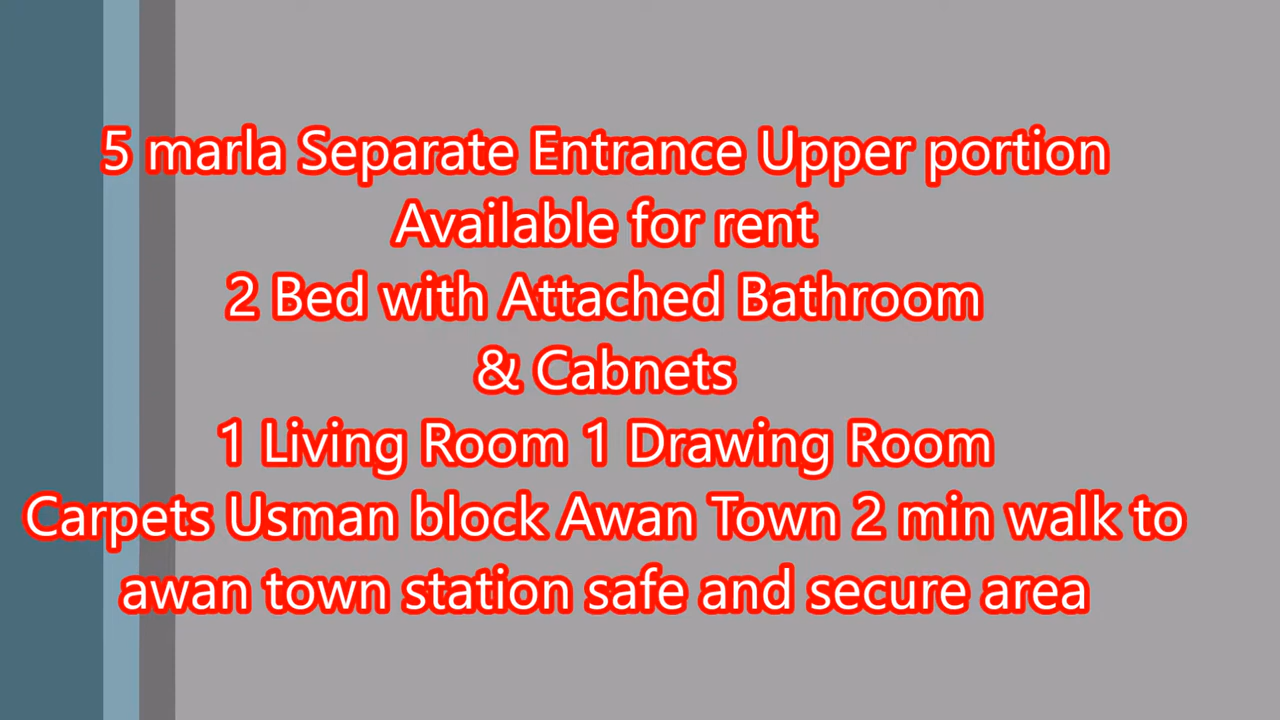 5 marla Separate Entrance Upper portion
Available for rent
2 Bed with Attached Bathroom
& Cabnets
1 Living Room 1 Drawing Room
Carpets Usman block Awan Town 2 min walk to
awan town station safe and secure area